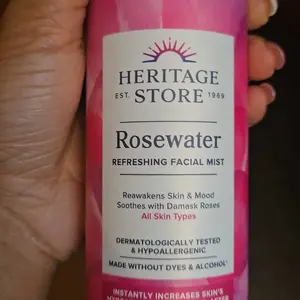 HERITAGE
EST. STORE 1969
Rosewater
REFRESHING FACIAL MIST
Reawakens Skin & Mood
Soothes with Damask Roses
All Skin Types
DERMATOLOGICALLY TESTED
& HYPOALLERGENIC
MADE WITHOUT DYES & ALCOHOL*
INSTANTLY INCREASES SKIN'S